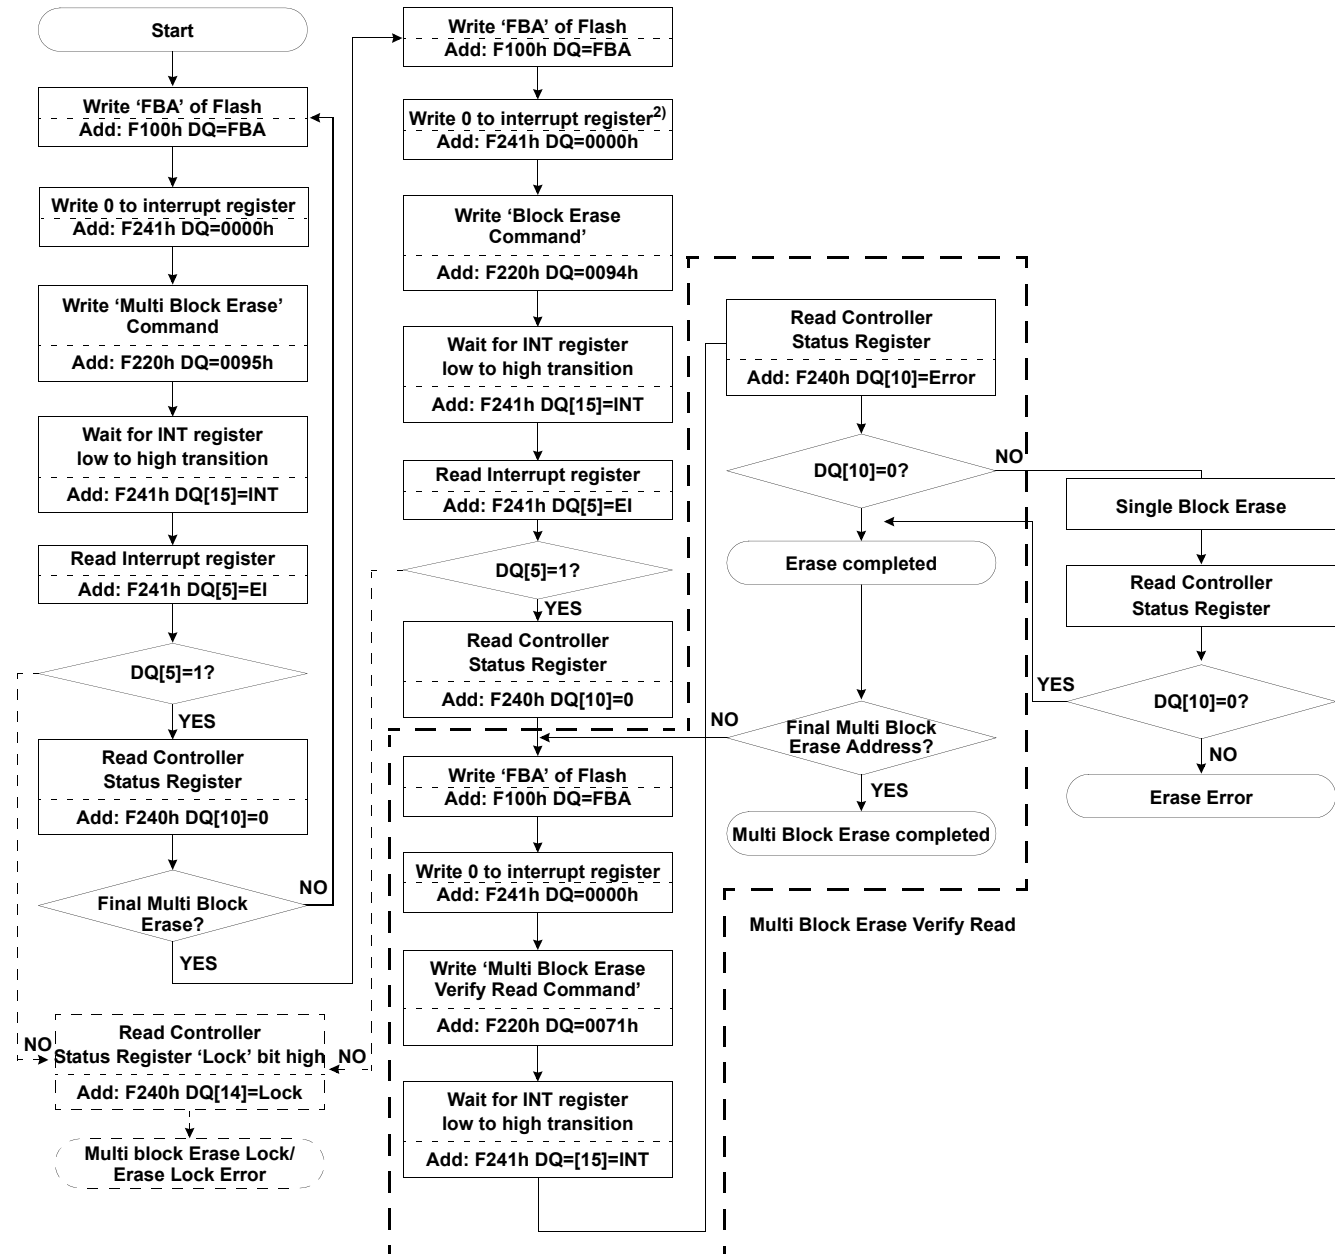 Start
Write ‘FBA’ of Flash
Add: F100h DQ=FBA
Write 0 to interrupt register
Add: F241h DQ=0000h
Write ‘Multi Block Erase’
Command
Add: F220h DQ=0095h
Wait for INT register
low to high transition
Add: F241h DQ[15]=INT
Read Interrupt register
Add: F241h DQ[5]=EI
DQ[5]=1?
YES
Read Controller
Status Register
Add: F240h DQ[10]=0
NO
Final Multi Block
Erase?
YES
NO
Read Controller
Status Register ‘Lock’ bit high
NO
Add: F240h DQ[14]=Lock
Multi block Erase Lock/
Erase Lock Error
Write ‘FBA’ of Flash
Add: F100h DQ=FBA
Write 0 to interrupt register2)
Add: F241h DQ=0000h
Write ‘Block Erase
Command’
Add: F220h DQ=0094h
Wait for INT register
low to high transition
Add: F241h DQ[15]=INT
Read Interrupt register
Add: F241h DQ[5]=EI
DQ[5]=1?
YES
Read Controller
Status Register
Add: F240h DQ[10]=0
Write ‘FBA’ of Flash
Add: F100h DQ=FBA
Write 0 to interrupt register
Add: F241h DQ=0000h
Write ‘Multi Block Erase
Verify Read Command’
Add: F220h DQ=0071h
Wait for INT register
low to high transition
Add: F241h DQ=[15]=INT
Read Controller
Status Register
Add: F240h DQ[10]=Error
DQ[10]=0?
NO
Erase completed
NO
Final Multi Block
Erase Address?
YES
Multi Block Erase completed
Multi Block Erase Verify Read
Single Block Erase
Read Controller
Status Register
YES
DQ[10]=0?
NO
Erase Error